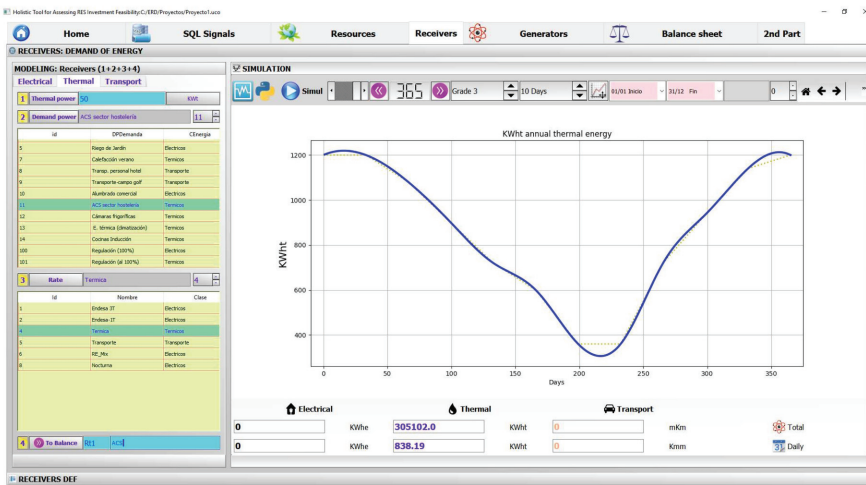 Holistic Tool for Assessing RES Investment Feasibility:C:/ERD/Proyectos/Proyecto1.uco
Home SQL Signals Resources Receivers Generators Balance sheet 2nd Part
RECEIVERS: DEMAND OF ENERGY
MODELING: Receivers (1+2+3+4)
Electrical Thermal Transport
1 Thermal power 50 KWt
2 Demand power ACS sector hostelería 11
id DPDemanda CEnergia
5 Riego de Jardín Electricos
7 Calefacción verano Termicos
8 Transp. personal hotel Transporte
9 Transporte-campo golf Transporte
10 Alumbrado comercial Electricos
11 ACS sector hostelería Termicos
12 Cámaras frigoríficas Termicos
13 E. térmica (climatización) Termicos
14 Cocinas Inducción Termicos
100 Regulación (100%) Electricos
101 Regulación (al 100%) Termicos
3 Rate Termica 4
Id Nombre Clase
1 Endesa 3T Electricos
2 Endesa-1T Electricos
4 Termica Termicos
5 Transporte Transporte
6 RE_Mix Electricos
8 Nocturna Electricos
4 To Balance Rt1 ACS
SIMULATION
Simul 365 Grade 3 10 Days 01/01 Inicio 31/12 Fin 0
KWht annual thermal energy
KWht
1200
1000
800
600
400
0 50 100 150 200 250 300 350
Days
Electrical Thermal Transport
0 KWhe 305102.0 KWht 0 mKm Total
0 KWhe 838.19 KWht 0 Kmm 31 Daily
RECEIVERS DEF